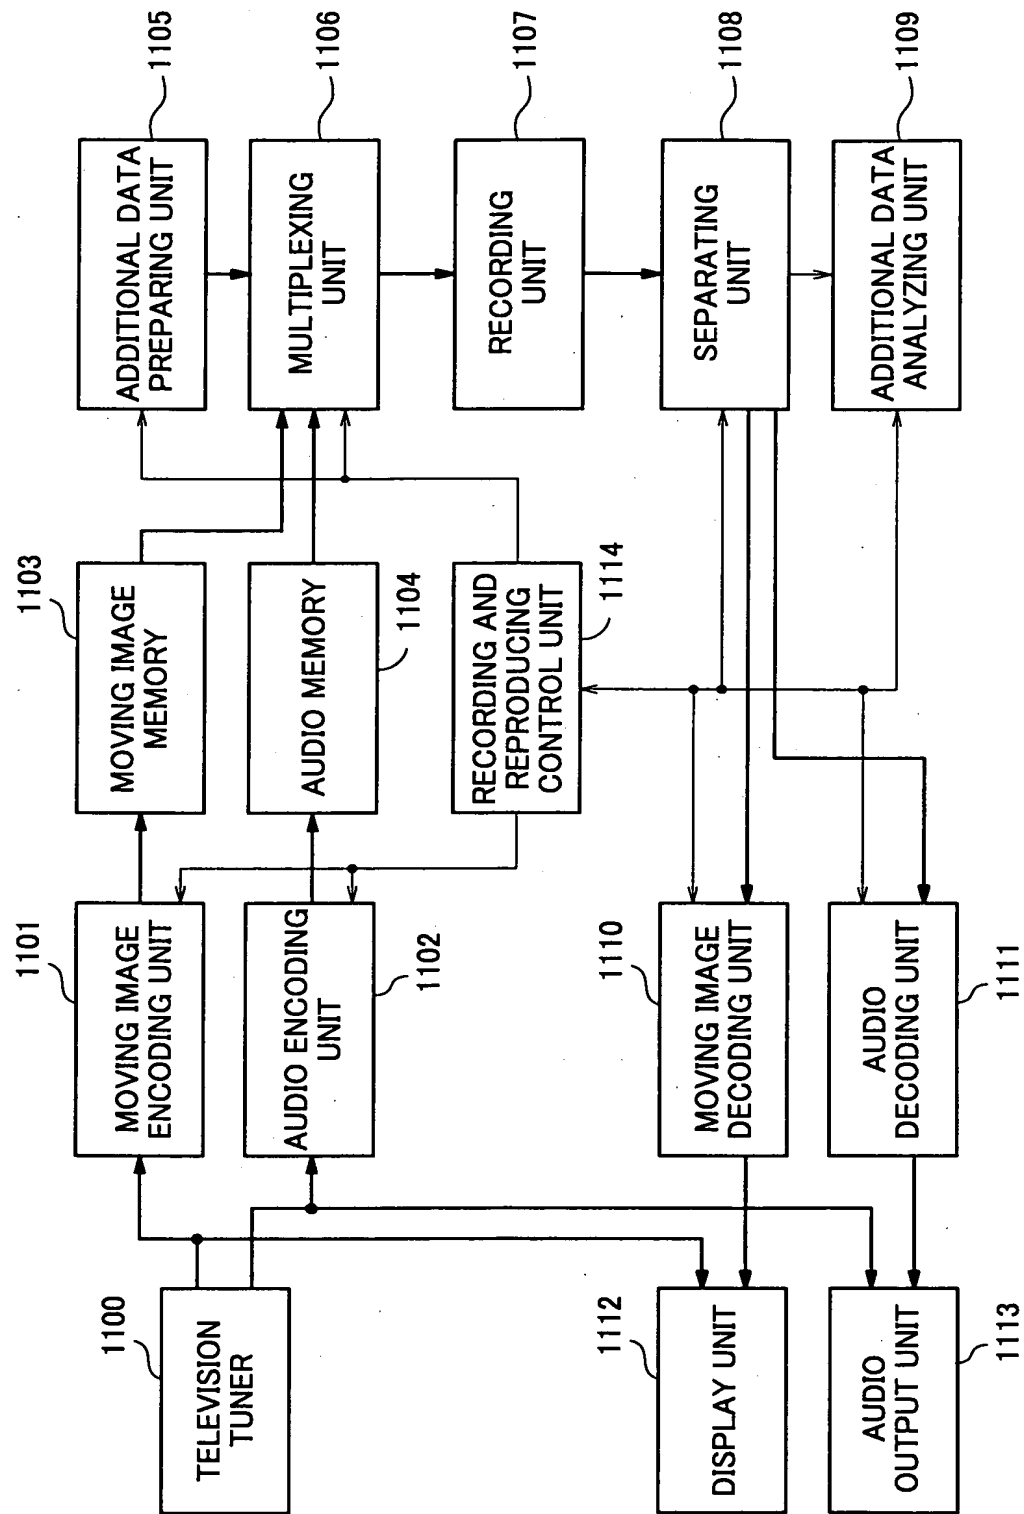 1105
ADDITIONAL DATA
PREPARING UNIT
1106
MULTIPLEXING
UNIT
1107
RECORDING
UNIT
1108
SEPARATING
UNIT
1109
ADDITIONAL DATA
ANALYZING UNIT
1103
MOVING IMAGE
MEMORY
1104
AUDIO MEMORY
1114
RECORDING AND
REPRODUCING
CONTROL UNIT
1101
MOVING IMAGE
ENCODING UNIT
1102
AUDIO ENCODING
UNIT
1110
MOVING IMAGE
DECODING UNIT
1111
AUDIO
DECODING UNIT
1100
TELEVISION
TUNER
1112
DISPLAY UNIT
1113
AUDIO
OUTPUT UNIT